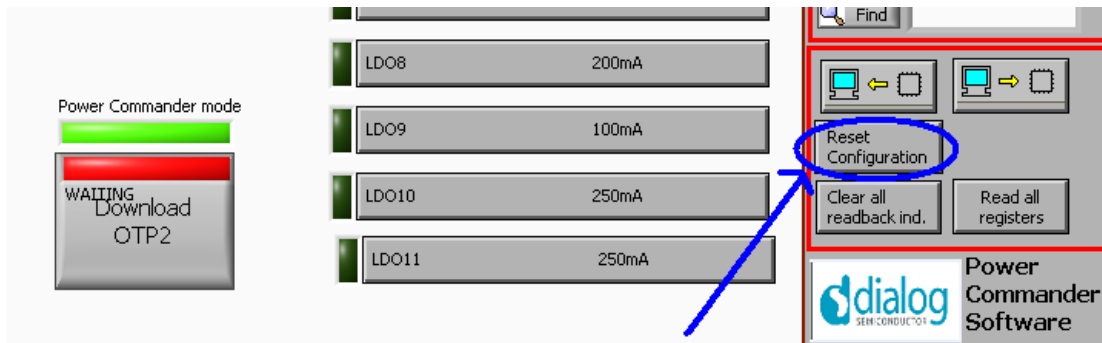 Find
LDO8 200mA
Power Commander mode
LDO9 100mA
Reset
Configuration
WAITING
Download
OTP2
LDO10 250mA
Clear all
readback ind.
Read all
registers
LDO11 250mA
dialog
SEMICONDUCTOR
Power
Commander
Software